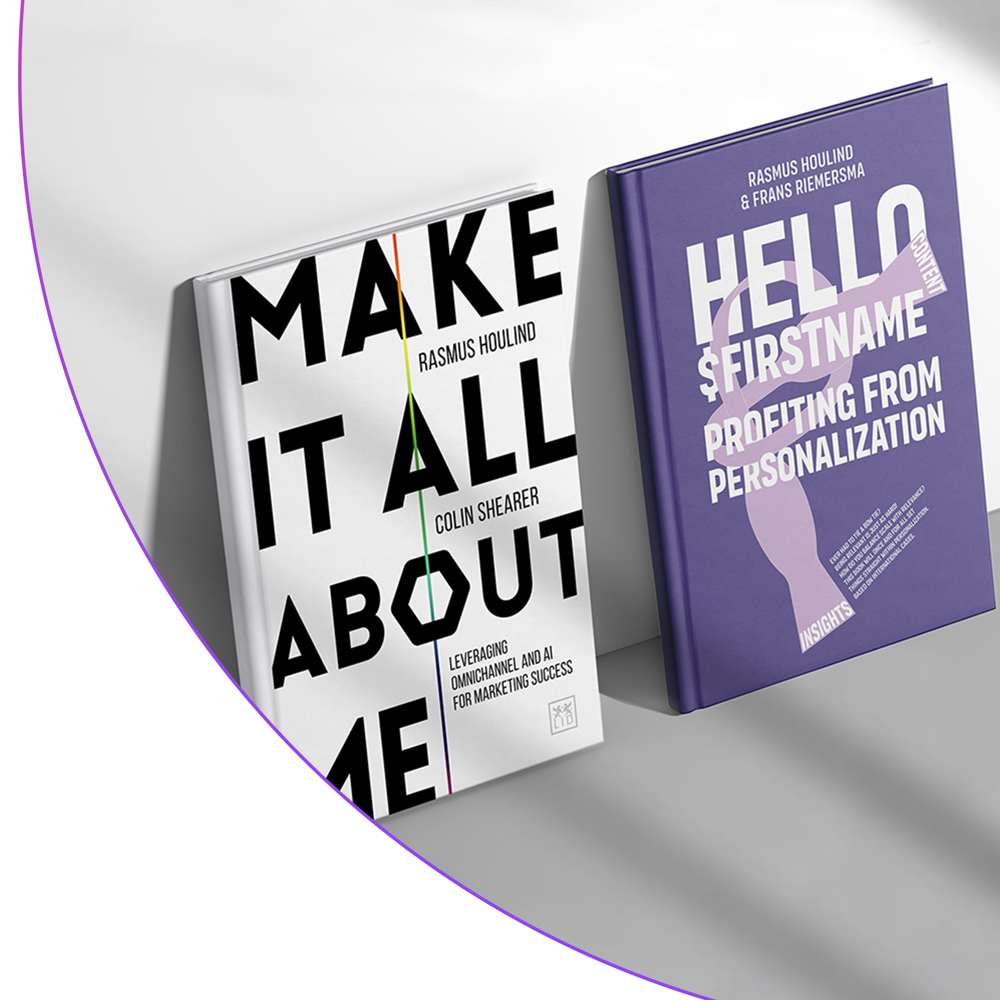 MAKE
RASMUS HOULIND
IT ALL
COLIN SHEARER
ABOUT
LEVERAGING
OMNICHANNEL AND AI
FOR MARKETING SUCCESS
ME
LID
RASMUS HOULIND
& FRANS RIEMERSMA
HELLO
CONTENT
$FIRSTNAME
PROFITING FROM
PERSONALIZATION
EVER HAD TO TIE A BOW TIE?
BEING RELEVANT IS JUST AS HARD!
HOW DO YOU BALANCE SCALE WITH RELEVANCE?
THIS BOOK WILL ONCE AND FOR ALL SET
THINGS STRAIGHT WITHIN PERSONALIZATION.
BASED ON INTERNATIONAL CASES.
INSIGHTS